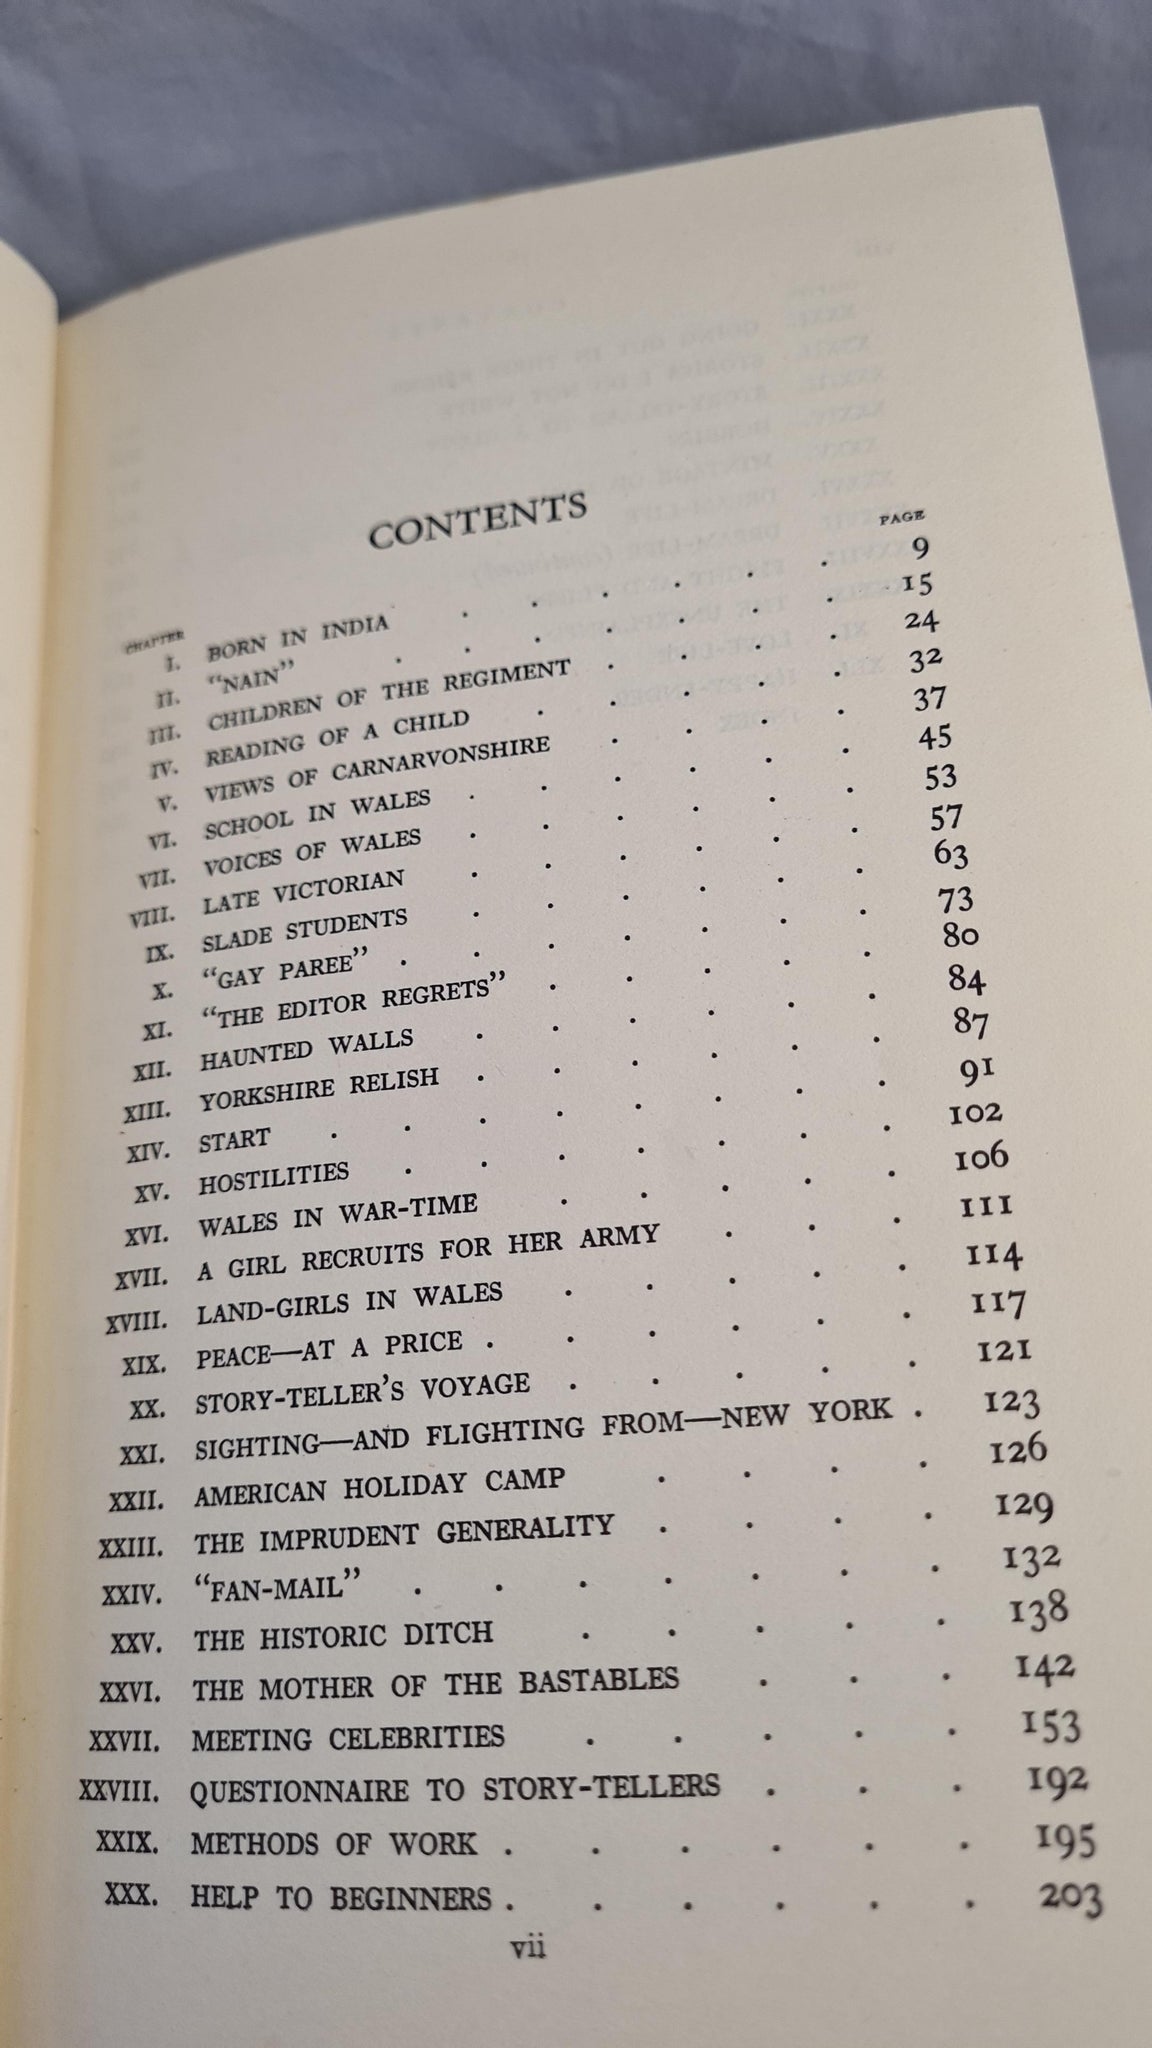 CONTENTS
CHAPTER PAGE
I. BORN IN INDIA . . . . . . 9
II. "NAIN" . . . . . . . 15
III. CHILDREN OF THE REGIMENT . . . . 24
IV. READING OF A CHILD . . . . . 32
V. VIEWS OF CARNARVONSHIRE . . . . 37
VI. SCHOOL IN WALES . . . . . . 45
VII. VOICES OF WALES . . . . . . 53
VIII. LATE VICTORIAN . . . . . . 57
IX. SLADE STUDENTS . . . . . . 63
X. "GAY PAREE" . . . . . . . 73
XI. "THE EDITOR REGRETS" . . . . . 80
XII. HAUNTED WALLS . . . . . . 84
XIII. YORKSHIRE RELISH . . . . . . 87
XIV. START . . . . . . . . 91
XV. HOSTILITIES . . . . . . . 102
XVI. WALES IN WAR-TIME . . . . . 106
XVII. A GIRL RECRUITS FOR HER ARMY . . . 111
XVIII. LAND-GIRLS IN WALES . . . . . 114
XIX. PEACE—AT A PRICE . . . . . . 117
XX. STORY-TELLER'S VOYAGE . . . . . 121
XXI. SIGHTING—AND FLIGHTING FROM—NEW YORK . 123
XXII. AMERICAN HOLIDAY CAMP . . . . 126
XXIII. THE IMPRUDENT GENERALITY . . . . 129
XXIV. "FAN-MAIL" . . . . . . . 132
XXV. THE HISTORIC DITCH . . . . . 138
XXVI. THE MOTHER OF THE BASTABLES . . . 142
XXVII. MEETING CELEBRITIES . . . . . 153
XXVIII. QUESTIONNAIRE TO STORY-TELLERS . . . 192
XXIX. METHODS OF WORK . . . . . . 195
XXX. HELP TO BEGINNERS . . . . . . 203
vii